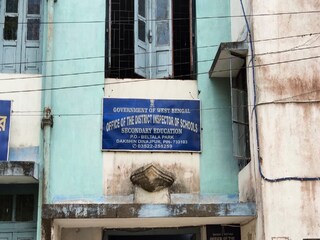 GOVERNMENT OF WEST BENGAL
OFFICE OF THE DISTRICT INSPECTOR OF SCHOOLS
SECONDARY EDUCATION
P.O - BELTALA PARK
DAKSHIN DINAJPUR, PIN - 733101